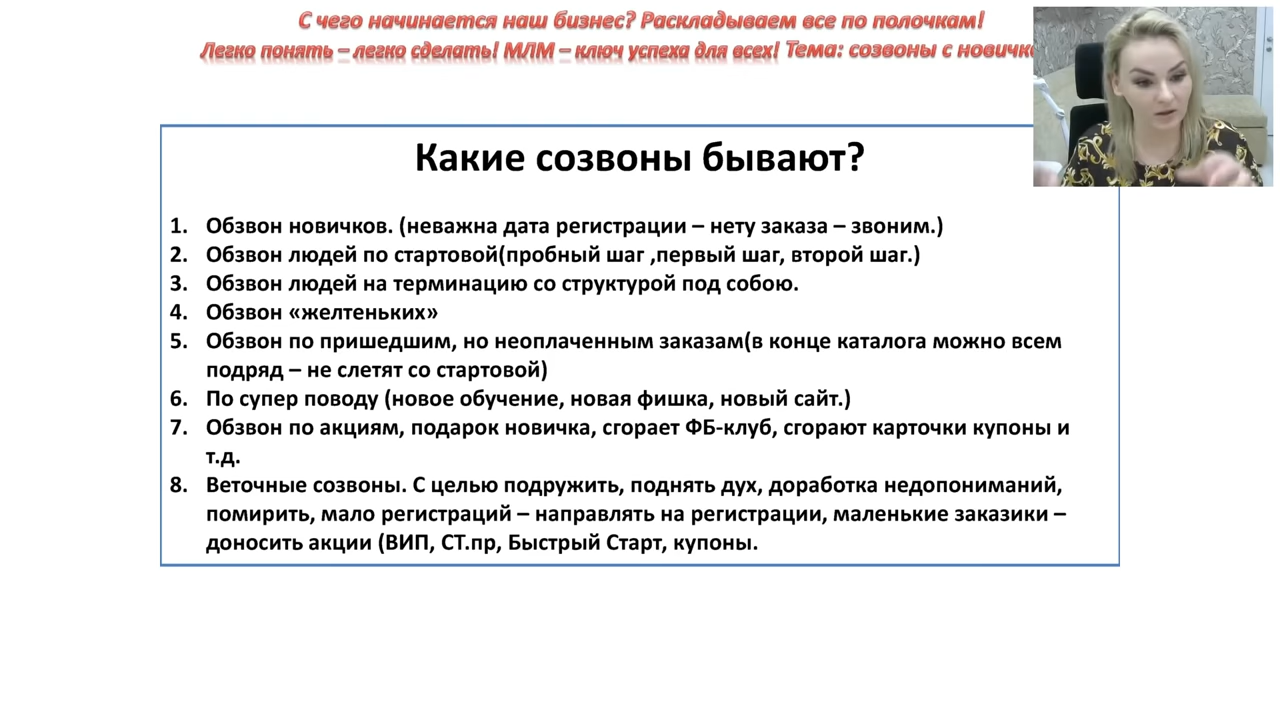 С чего начинается наш бизнес? Раскладываем все по полочкам!
Легко понять – легко сделать! МЛМ – ключ успеха для всех! Тема: созвоны с
Какие созвоны бывают?
1. Обзвон новичков. (неважна дата регистрации – нету заказа – звоним.)
2. Обзвон людей по стартовой(пробный шаг ,первый шаг, второй шаг.)
3. Обзвон людей на терминацию со структурой под собою.
4. Обзвон «желтеньких»
5. Обзвон по пришедшим, но неоплаченным заказам(в конце каталога можно всем
подряд – не слетят со стартовой)
6. По супер поводу (новое обучение, новая фишка, новый сайт.)
7. Обзвон по акциям, подарок новичка, сгорает ФБ-клуб, сгорают карточки купоны и
т.д.
8. Веточные созвоны. С целью подружить, поднять дух, доработка недопониманий,
помирить, мало регистраций – направлять на регистрации, маленькие заказики –
доносить акции (ВИП, СТ.пр, Быстрый Старт, купоны.